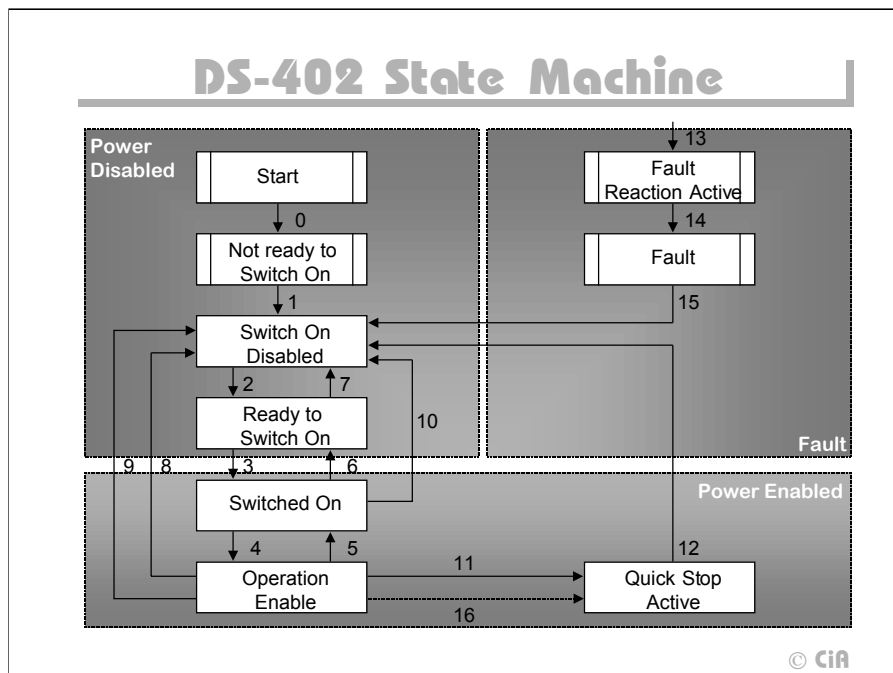 DS-402 State Machine
Power
Disabled
Start
0
Not ready to
Switch On
1
Switch On
Disabled
2
7
Ready to
Switch On
10
9
8
3
6
Switched On
4
5
Operation
Enable
11
16
13
Fault
Reaction Active
14
Fault
15
Fault
Power Enabled
12
Quick Stop
Active
© CiA